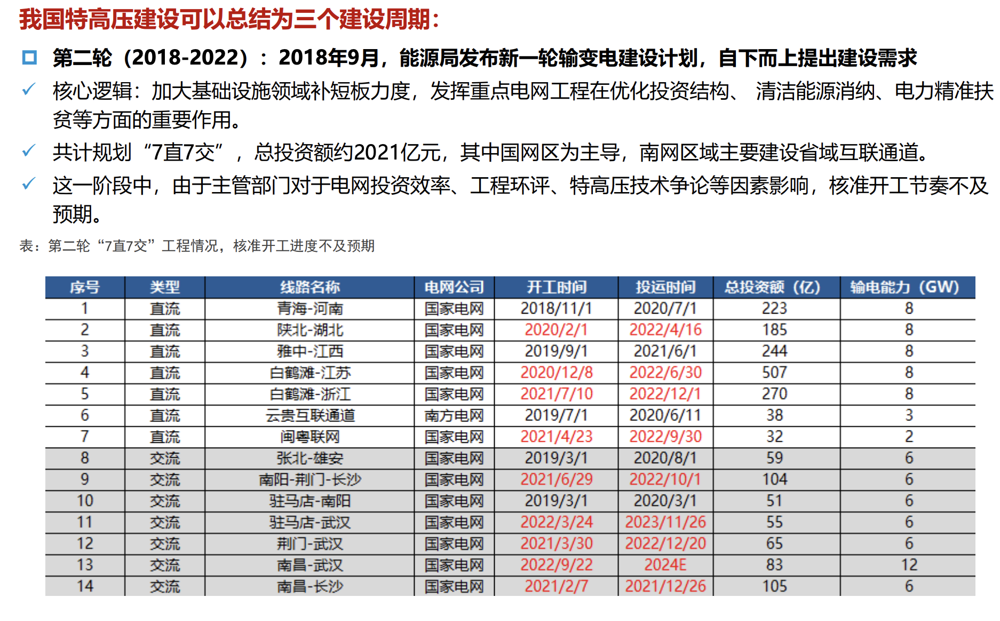 我国特高压建设可以总结为三个建设周期：
第二轮（2018-2022）：2018年9月，能源局发布新一轮输变电建设计划，自下而上提出建设需求
核心逻辑：加大基础设施领域补短板力度，发挥重点电网工程在优化投资结构、 清洁能源消纳、电力精准扶
贫等方面的重要作用。
共计规划“7直7交”，总投资额约2021亿元，其中国网区为主导，南网区域主要建设省域互联通道。
这一阶段中，由于主管部门对于电网投资效率、工程环评、特高压技术争论等因素影响，核准开工节奏不及
预期。
表：第二轮“7直7交”工程情况，核准开工进度不及预期
序号 类型 线路名称 电网公司 开工时间 投运时间 总投资额（亿） 输电能力（GW）
1 直流 青海-河南 国家电网 2018/11/1 2020/7/1 223 8
2 直流 陕北-湖北 国家电网 2020/2/1 2022/4/16 185 8
3 直流 雅中-江西 国家电网 2019/9/1 2021/6/1 244 8
4 直流 白鹤滩-江苏 国家电网 2020/12/8 2022/6/30 507 8
5 直流 白鹤滩-浙江 国家电网 2021/7/10 2022/12/1 270 8
6 直流 云贵互联通道 南方电网 2019/7/1 2020/6/11 38 3
7 直流 闽粤联网 国家电网 2021/4/23 2022/9/30 32 2
8 交流 张北-雄安 国家电网 2019/3/1 2020/8/1 59 6
9 交流 南阳-荆门-长沙 国家电网 2021/6/29 2022/10/1 104 6
10 交流 驻马店-南阳 国家电网 2019/3/1 2020/3/1 51 6
11 交流 驻马店-武汉 国家电网 2022/3/24 2023/11/26 55 6
12 交流 荆门-武汉 国家电网 2021/3/30 2022/12/20 65 6
13 交流 南昌-武汉 国家电网 2022/9/22 2024E 83 12
14 交流 南昌-长沙 国家电网 2021/2/7 2021/12/26 105 6